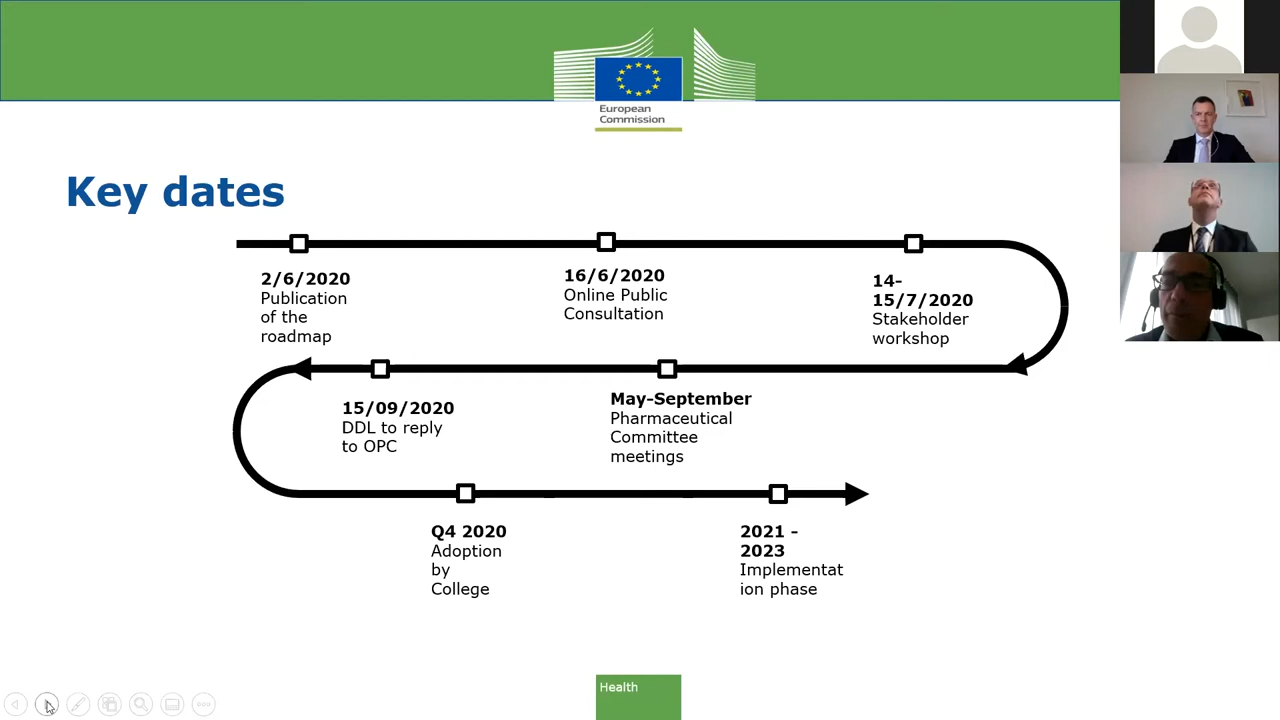 European
Commission
Key dates
2/6/2020
Publication
of the
roadmap
16/6/2020
Online Public
Consultation
14-
15/7/2020
Stakeholder
workshop
15/09/2020
DDL to reply
to OPC
May-September
Pharmaceutical
Committee
meetings
Q4 2020
Adoption
by
College
2021 -
2023
Implementat
ion phase
Health